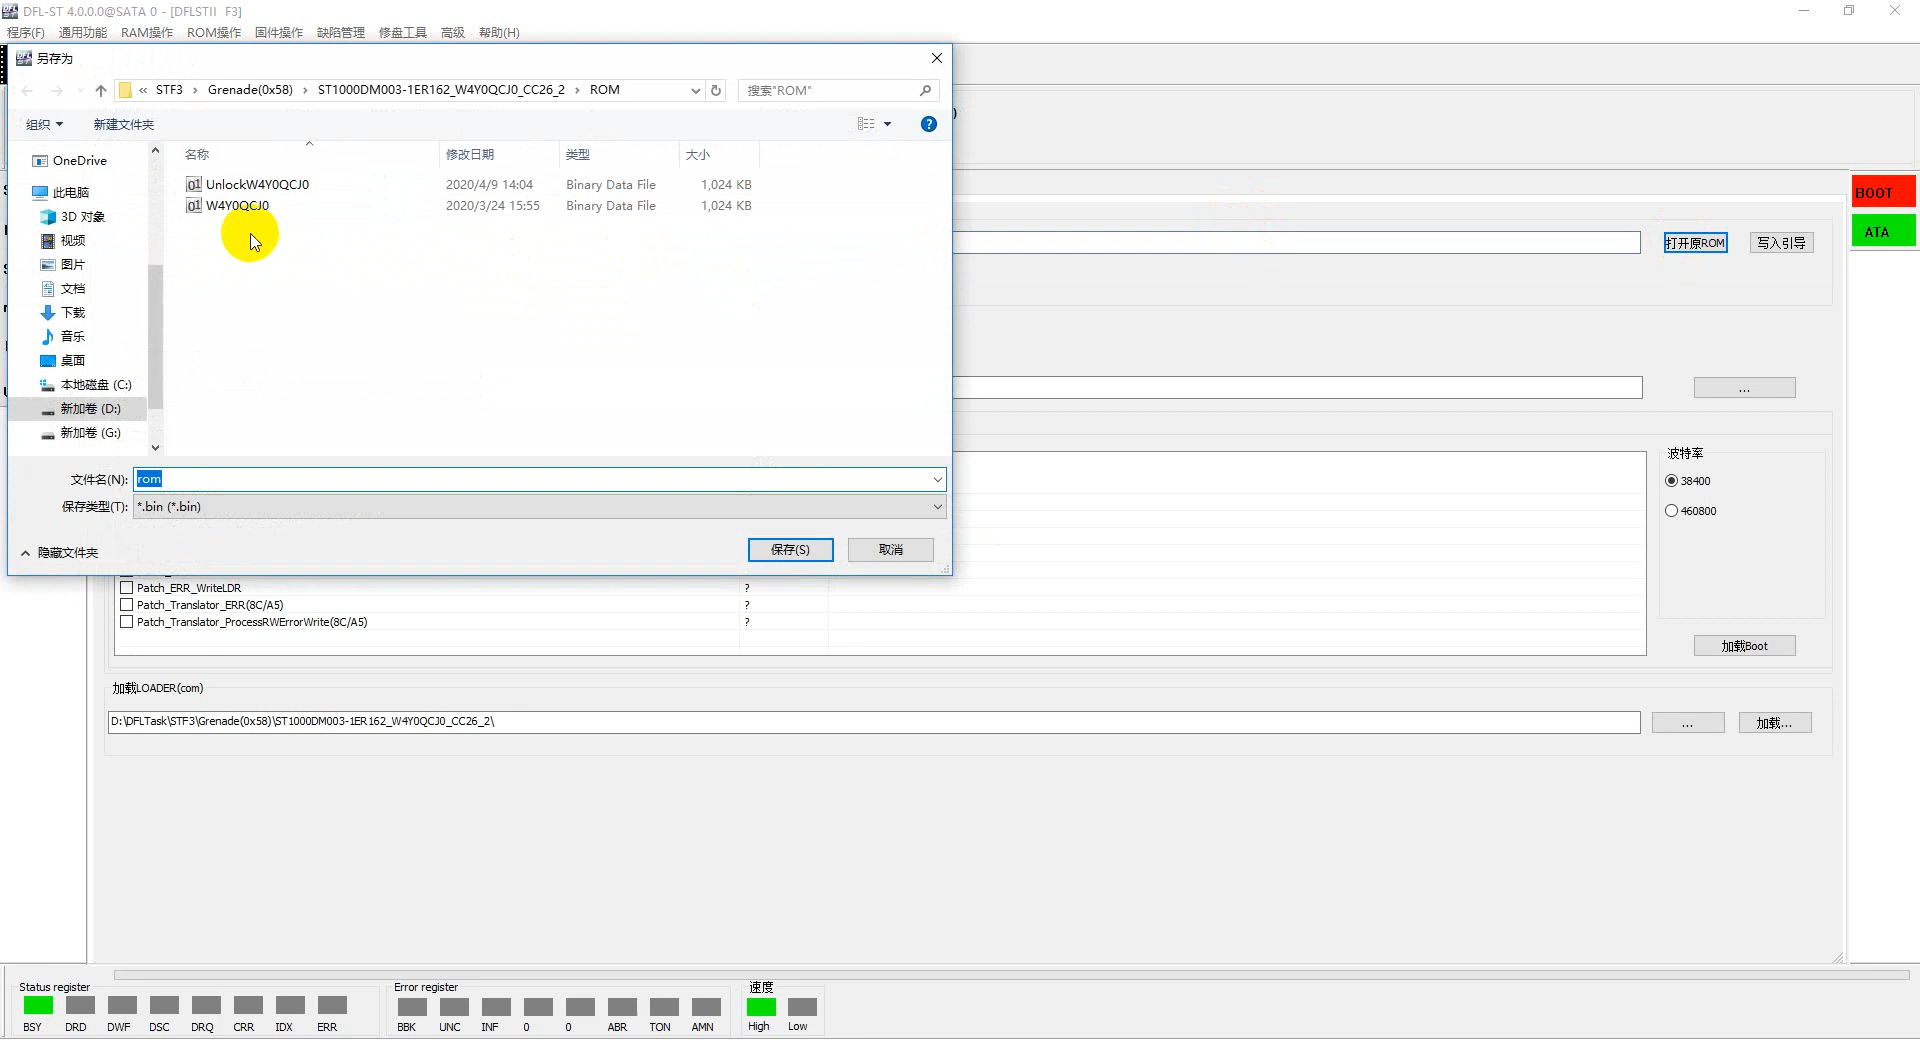 DFL-ST 4.0.0.0@SATA 0 - [DFLSTII F3]
程序(F) 通用功能 RAM操作 ROM操作 固件操作 缺陷管理 修盘工具 高级 帮助(H)
另存为
« STF3 › Grenade(0x58) › ST1000DM003-1ER162_W4Y0QCJ0_CC26_2 › ROM
搜索"ROM"
组织 新建文件夹
名称 修改日期 类型 大小
UnlockW4Y0QCJ0 2020/4/9 14:04 Binary Data File 1,024 KB
W4Y0QCJ0 2020/3/24 15:55 Binary Data File 1,024 KB
OneDrive
此电脑
3D 对象
视频
图片
文档
下载
音乐
桌面
本地磁盘 (C:)
新加卷 (D:)
新加卷 (G:)
文件名(N): rom
保存类型(T): *.bin (*.bin)
隐藏文件夹
保存(S) 取消
BOOT
ATA
打开原ROM 写入引导
...
波特率
38400
460800
Patch_ERR_WriteLDR ?
Patch_Translator_ERR(8C/A5) ?
Patch_Translator_ProcessRWErrorWrite(8C/A5) ?
加载Boot
加载LOADER(com)
D:\DFLTask\STF3\Grenade(0x58)\ST1000DM003-1ER162_W4Y0QCJ0_CC26_2\
... 加载...
Status register
BSY DRD DWF DSC DRQ CRR IDX ERR
Error register
BBK UNC INF 0 0 ABR TON AMN
速度
High Low